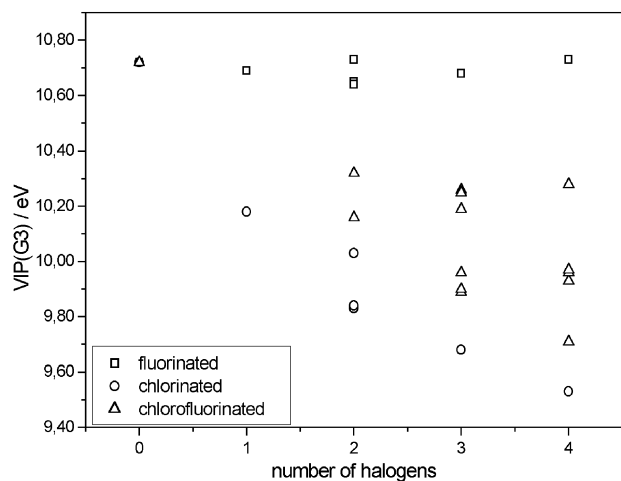 10,80
10,60
10,40
10,20
10,00
9,80
9,60
9,40
VIP(G3) / eV
fluorinated
chlorinated
chlorofluorinated
0 1 2 3 4
number of halogens